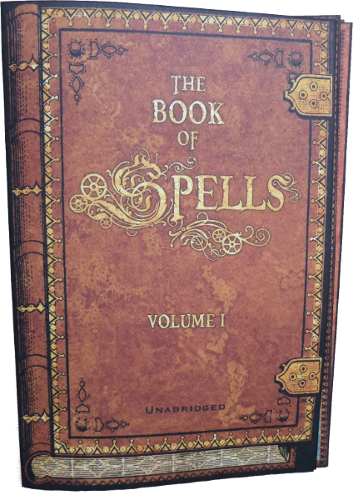 THE
BOOK
OF
SPELLS
VOLUME I
UNABRIDGED